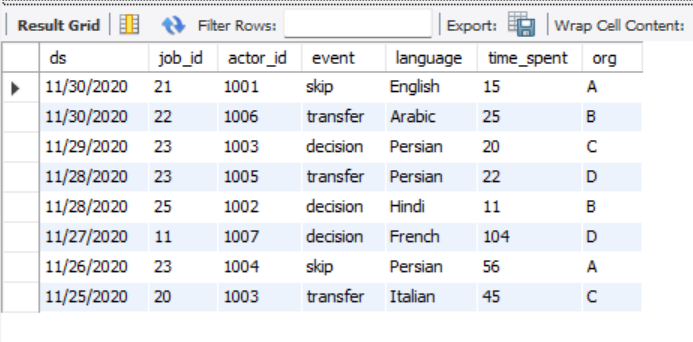 Result Grid Filter Rows: Export: Wrap Cell Content:
ds job_id actor_id event language time_spent org
11/30/2020 21 1001 skip English 15 A
11/30/2020 22 1006 transfer Arabic 25 B
11/29/2020 23 1003 decision Persian 20 C
11/28/2020 23 1005 transfer Persian 22 D
11/28/2020 25 1002 decision Hindi 11 B
11/27/2020 11 1007 decision French 104 D
11/26/2020 23 1004 skip Persian 56 A
11/25/2020 20 1003 transfer Italian 45 C